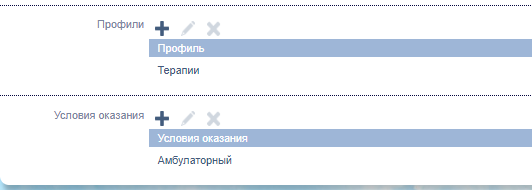 Профили
Профиль
Терапии
Условия оказания
Условия оказания
Амбулаторный